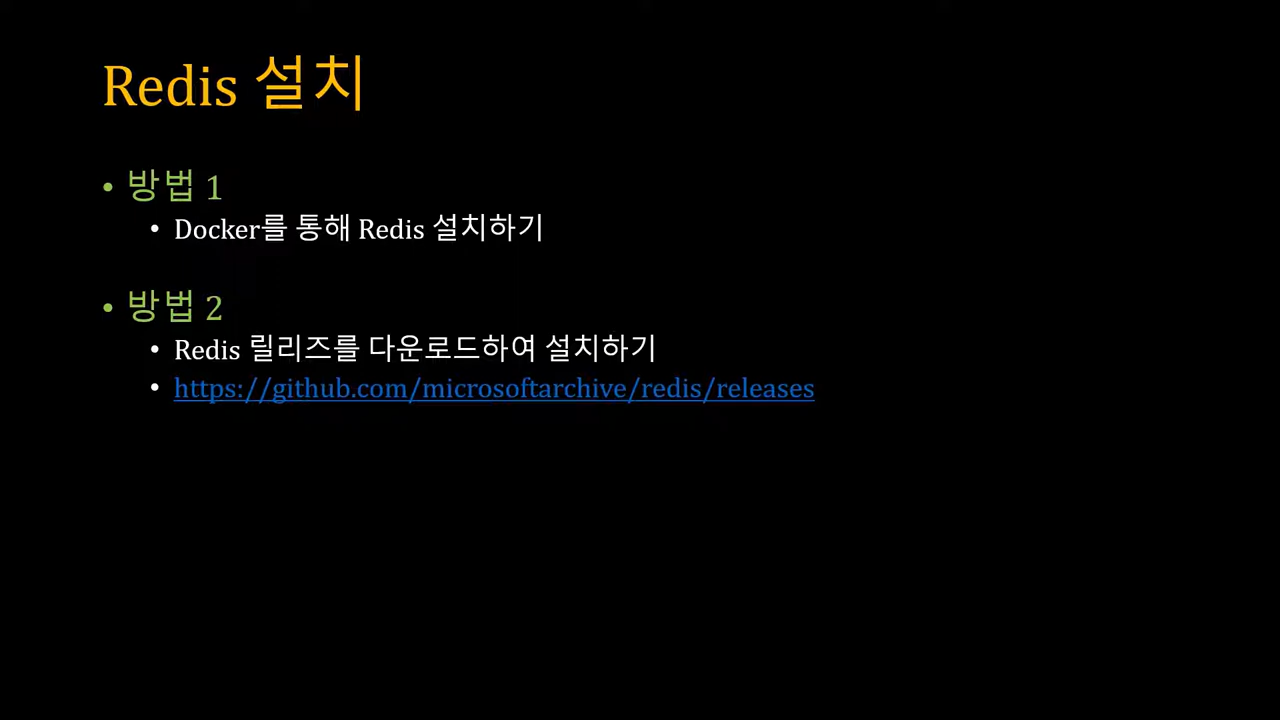 Redis 설치
• 방법 1
• Docker를 통해 Redis 설치하기
• 방법 2
• Redis 릴리즈를 다운로드하여 설치하기
• https://github.com/microsoftarchive/redis/releases